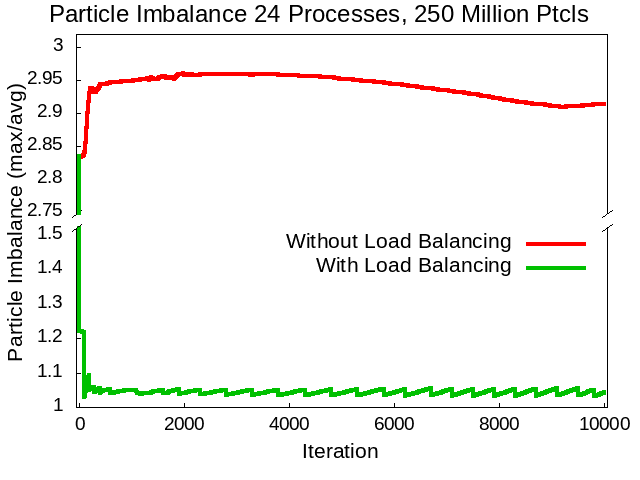 Particle Imbalance 24 Processes, 250 Million Ptcls
Particle Imbalance (max/avg)
3
2.95
2.9
2.85
2.8
2.75
1.5
1.4
1.3
1.2
1.1
1
Without Load Balancing
With Load Balancing
0 2000 4000 6000 8000 10000
Iteration